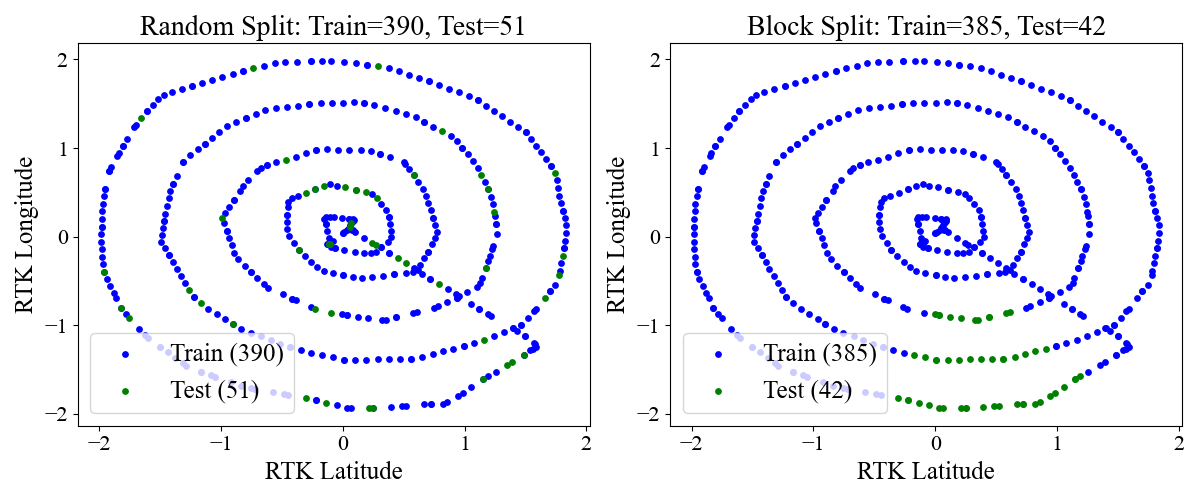 Random Split: Train=390, Test=51
2
1
0
−1
−2
RTK Longitude
Train (390)
Test (51)
−2
−1
0
1
2
RTK Latitude
Block Split: Train=385, Test=42
2
1
0
−1
−2
RTK Longitude
Train (385)
Test (42)
−2
−1
0
1
2
RTK Latitude